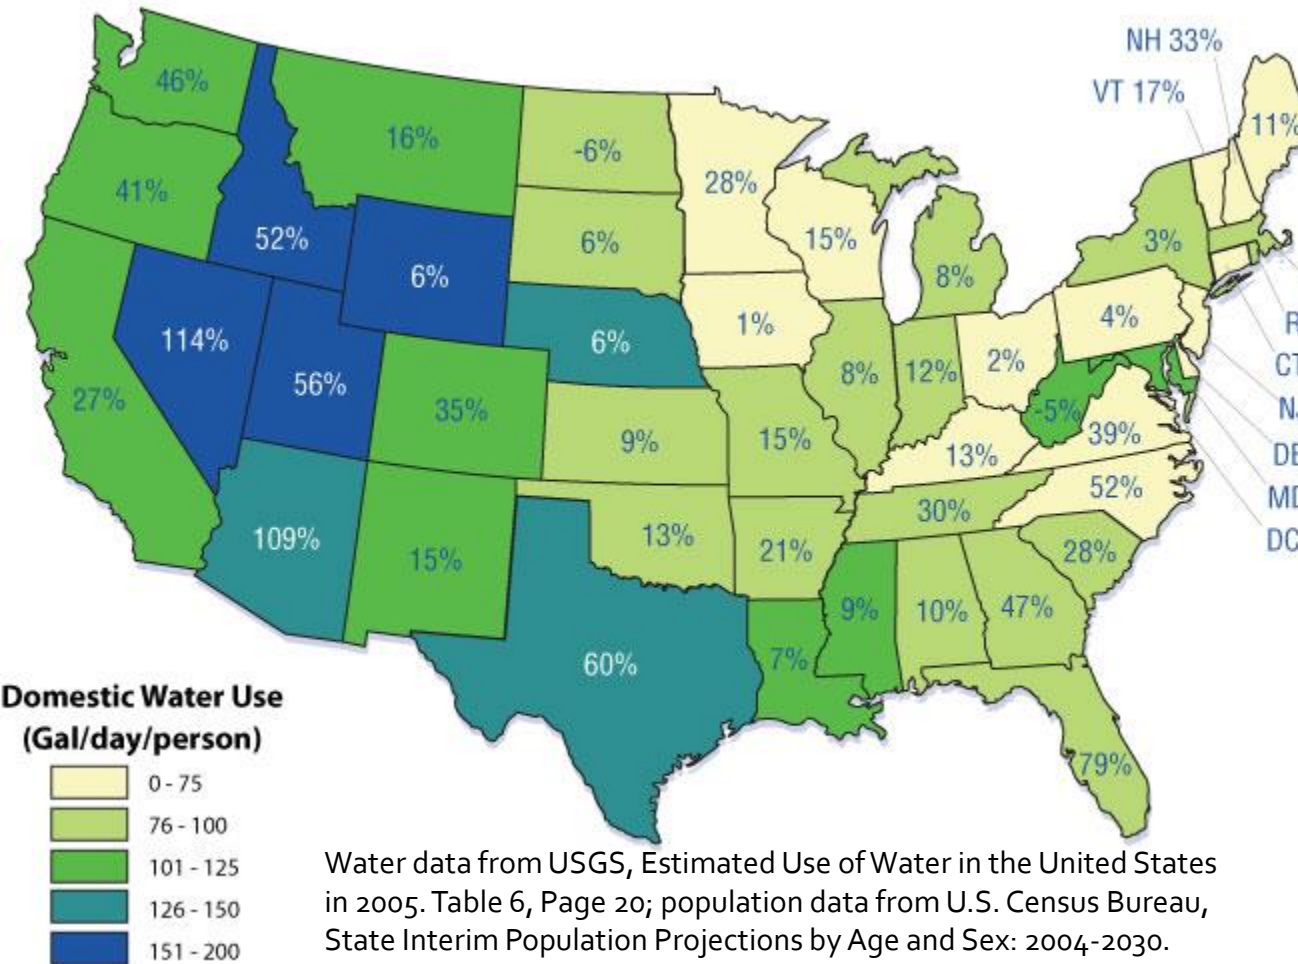 NH 33%
VT 17%
46%
11%
16%
-6%
28%
41%
52%
6%
6%
15%
3%
8%
114%
1%
4%
6%
56%
8%
12%
2%
27%
35%
-5%
9%
15%
13%
39%
52%
109%
15%
13%
21%
30%
28%
9%
10%
47%
7%
60%
79%
R
CT
N
DE
MD
DC
Domestic Water Use
(Gal/day/person)
0 - 75
76 - 100
101 - 125
126 - 150
151 - 200
Water data from USGS, Estimated Use of Water in the United States
in 2005. Table 6, Page 20; population data from U.S. Census Bureau,
State Interim Population Projections by Age and Sex: 2004-2030.